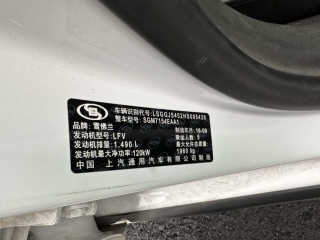 车辆识别代号:LSGGJ5452HS085426
整车型号:SGM7154EAA1
品牌:雪佛兰
制造年月:16-09
发动机型号:LFV
乘坐人数:5
发动机排量:1.490 L
最大允许总质量:
发动机最大净功率:120kW
1960 kg
中国 上汽通用汽车有限公司制造